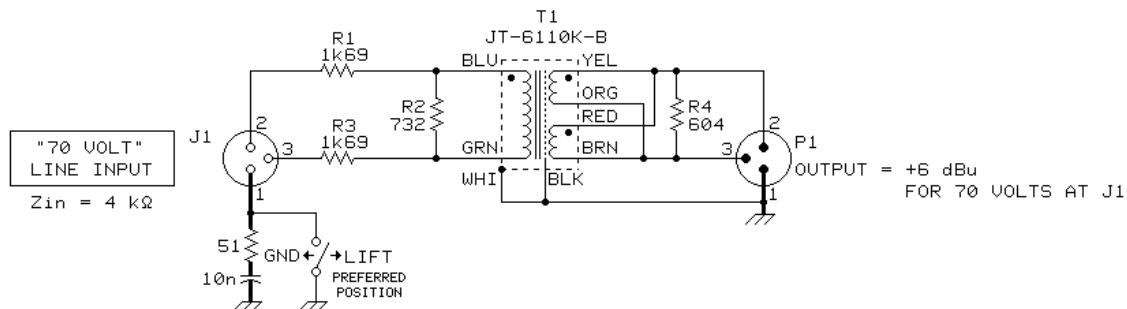 T1
JT-6110K-B
R1
1k69
BLU
YEL
ORG
RED
BRN
R2
732
R4
604
J1
2
3
1
R3
1k69
GRN
WHI
BLK
"70 VOLT"
LINE INPUT
Zin = 4 kΩ
2
3
1
P1
OUTPUT = +6 dBu
FOR 70 VOLTS AT J1
51
10n
GND
LIFT
PREFERRED
POSITION